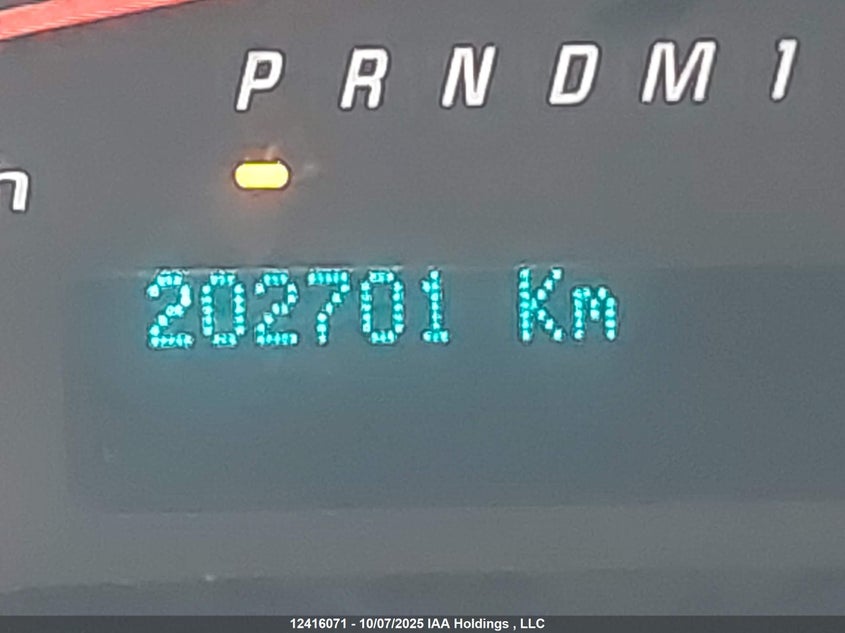 P R N D M 1
202701 Km
12416071 - 10/07/2025 IAA Holdings , LLC